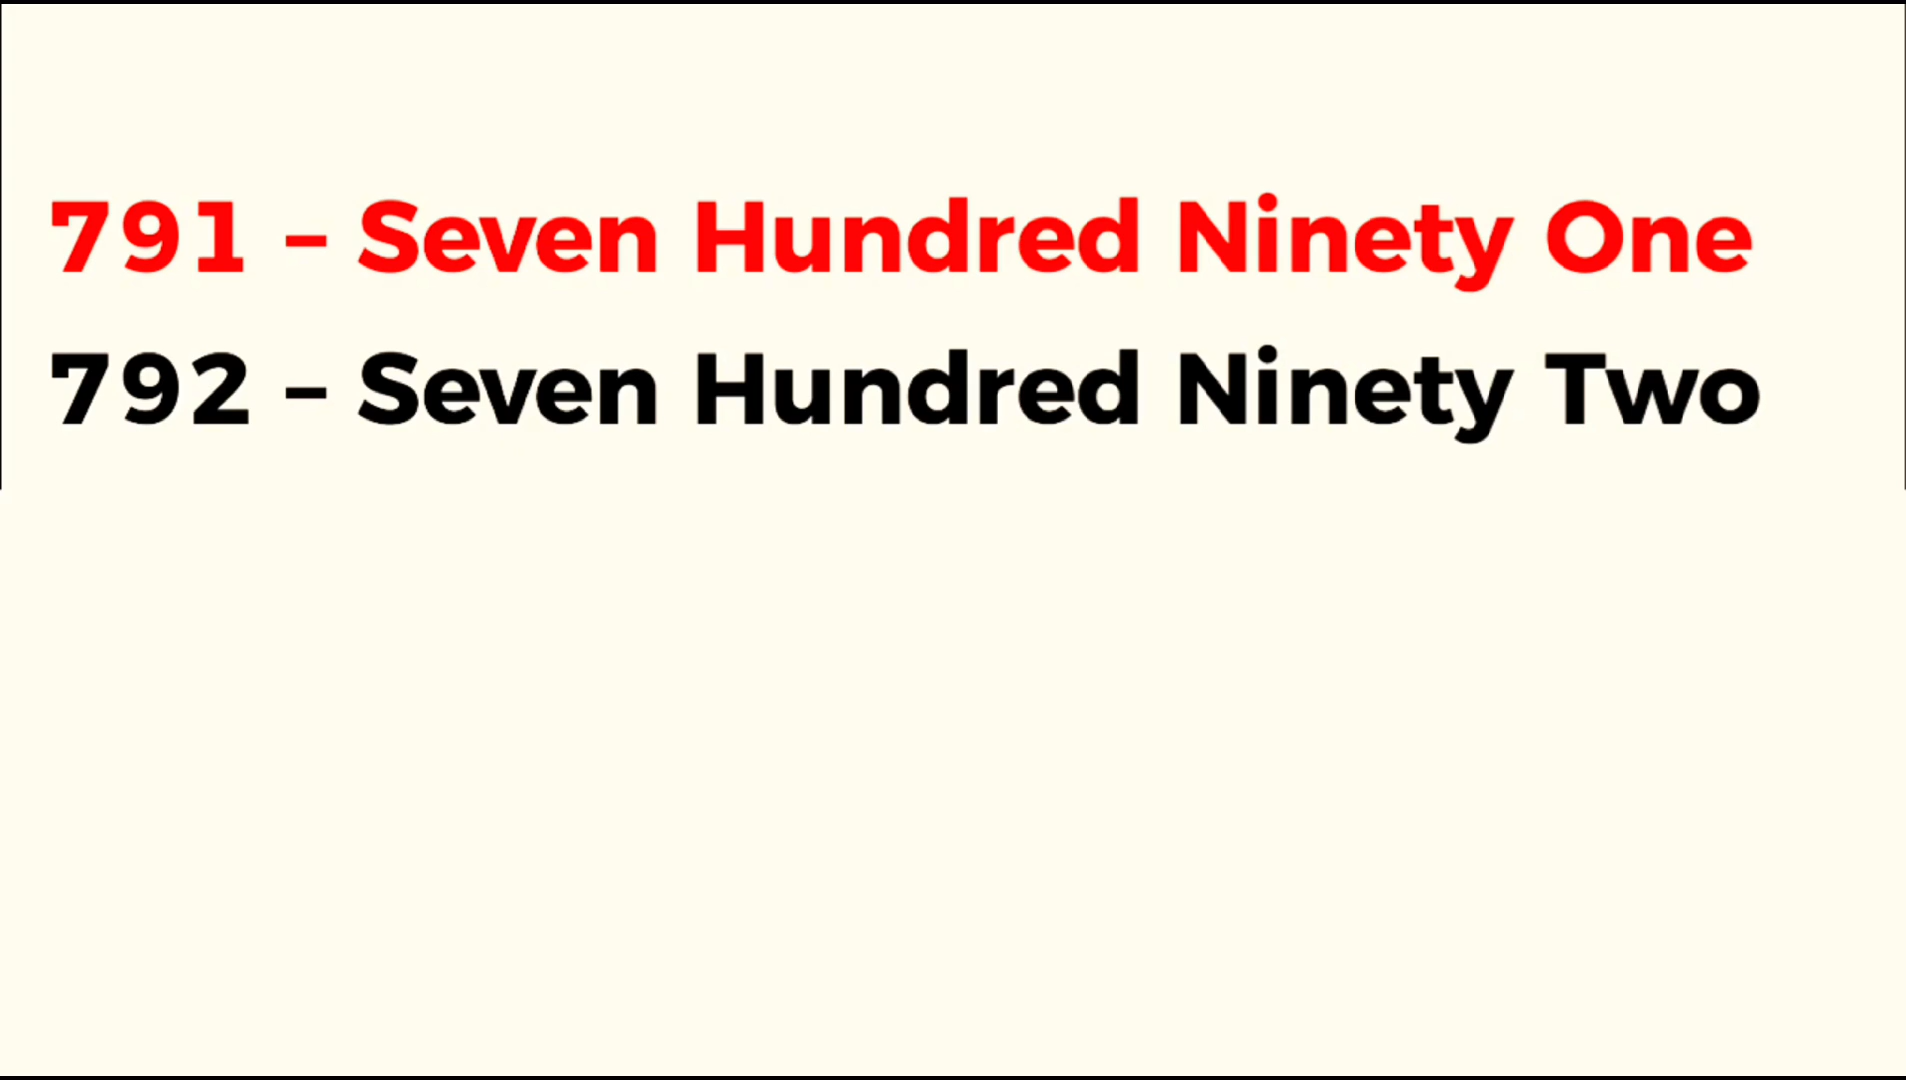 791 – Seven Hundred Ninety One
792 – Seven Hundred Ninety Two